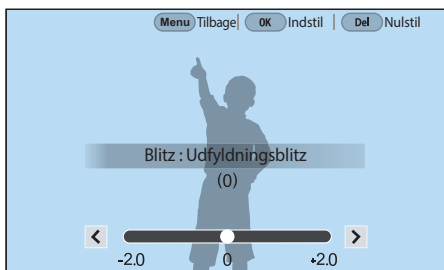 Menu Tilbage | OK Indstil | Del Nulstil
Blitz : Udfyldningsblitz
(0)
-2.0 0 +2.0